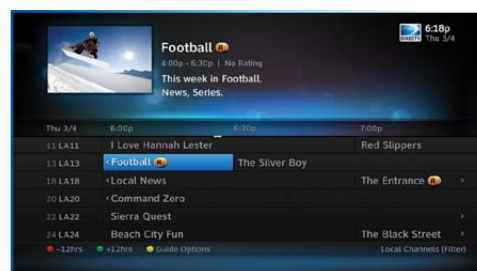 Football R
6:18p
DIRECTV
Thu 3/4
4:00p - 6:30p | No Rating
This week in Football.
News, Series.
Thu 3/4 6:00p 6:30p 7:00p
11 LA11 I Love Hannah Lester Red Slippers
13 LA13 ‹ Football R The Silver Boy
18 LA18 ‹ Local News The Entrance R ›
20 LA20 ‹ Command Zero
22 LA22 Sierra Quest ›
24 LA24 Beach City Fun The Black Street ›
-12hrs +12hrs Guide Options Local Channels (Filter)